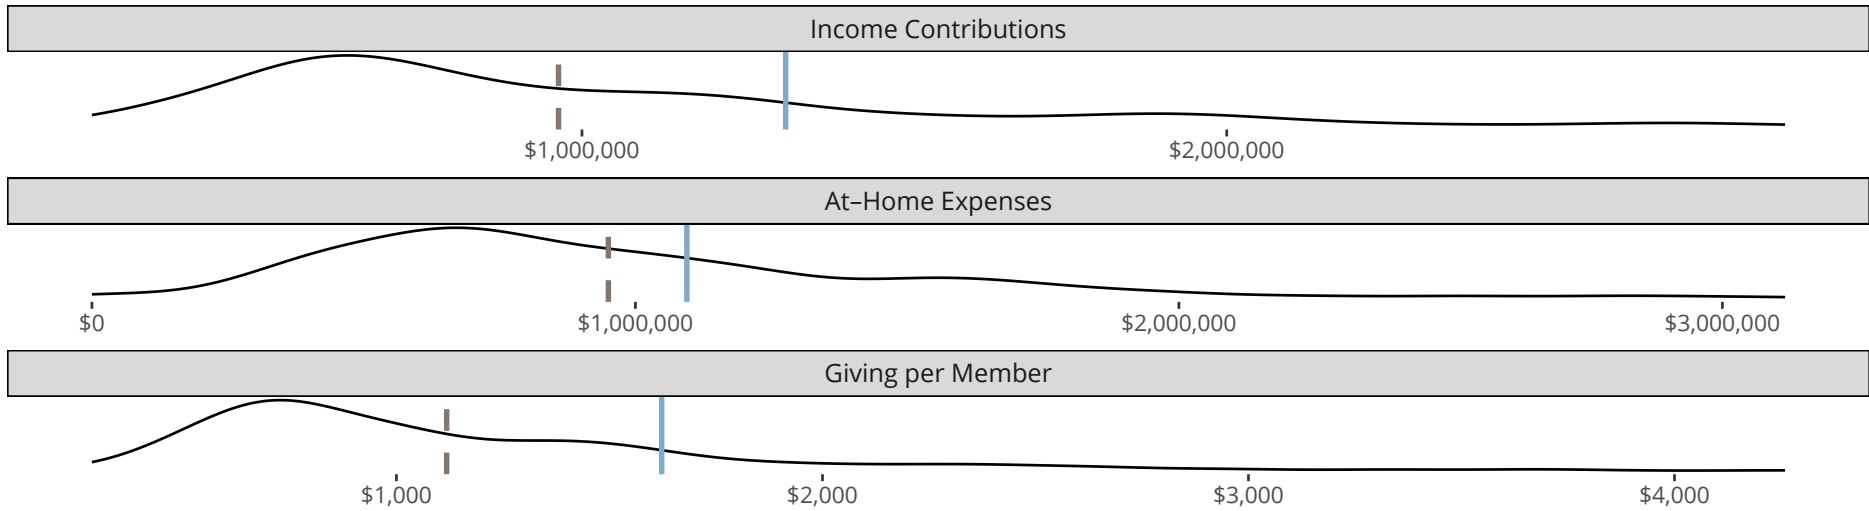 Income Contributions
$1,000,000 $2,000,000
At–Home Expenses
$0 $1,000,000 $2,000,000 $3,000,000
Giving per Member
$1,000 $2,000 $3,000 $4,000